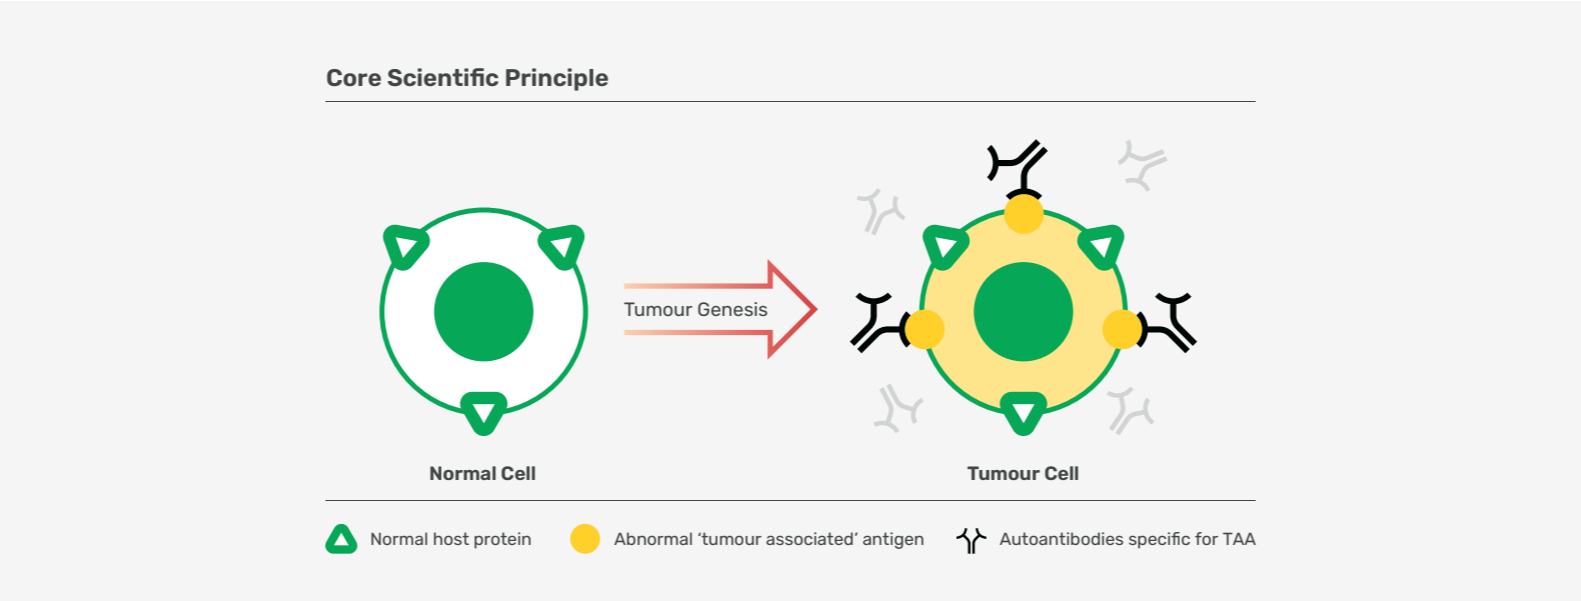 Core Scientific Principle
Tumour Genesis
Normal Cell
Tumour Cell
Normal host protein
Abnormal ‘tumour associated’ antigen
Autoantibodies specific for TAA